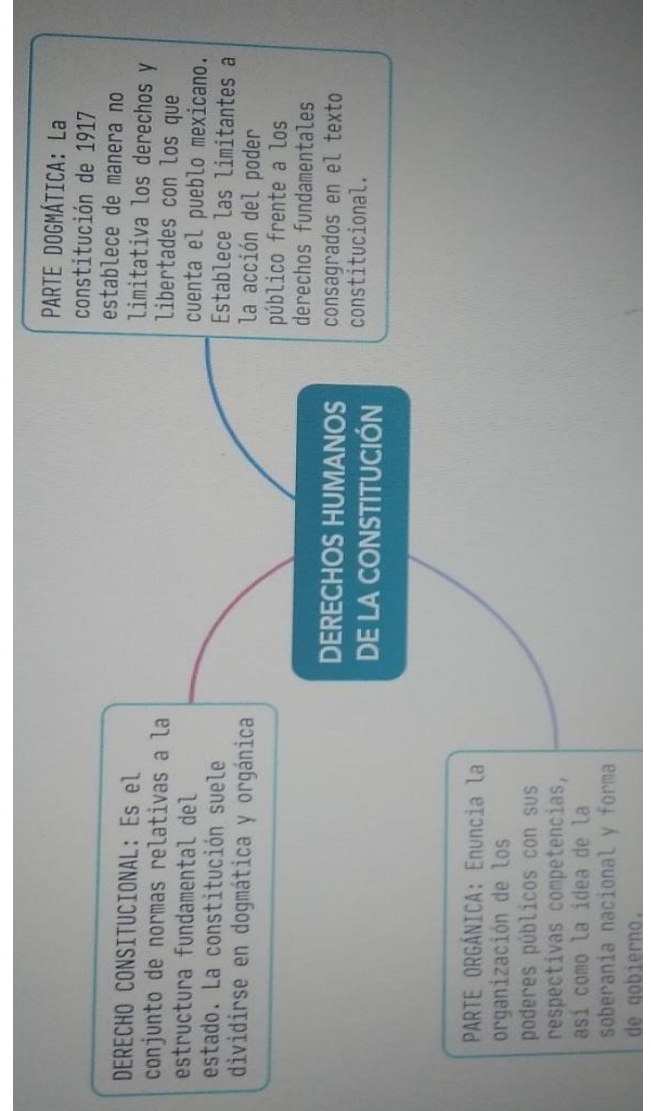 DERECHO CONSITUCIONAL: Es el
conjunto de normas relativas a la
estructura fundamental del
estado. La constitución suele
dividirse en dogmática y orgánica
PARTE DOGMÁTICA: La
constitución de 1917
establece de manera no
limitativa los derechos y
libertades con los que
cuenta el pueblo mexicano.
Establece las limitantes a
la acción del poder
público frente a los
derechos fundamentales
consagrados en el texto
constitucional.
DERECHOS HUMANOS
DE LA CONSTITUCIÓN
PARTE ORGÁNICA: Enuncia la
organización de los
poderes públicos con sus
respectivas competencias,
así como la idea de la
soberanía nacional y forma
de gobierno.